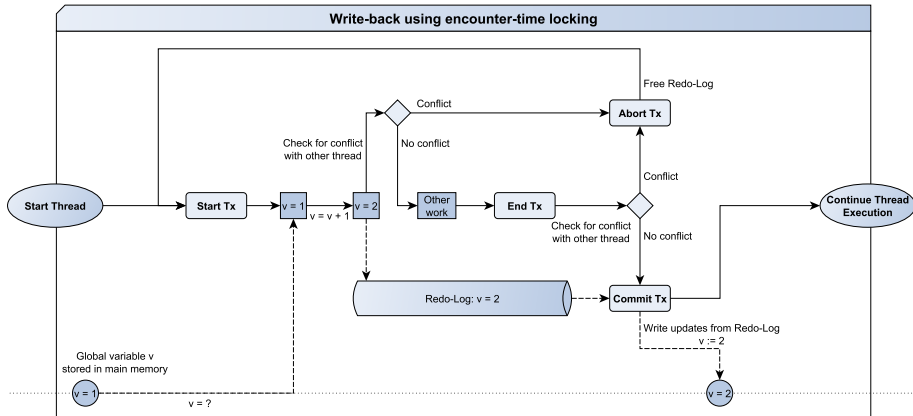 Write-back using encounter-time locking
Free Redo-Log
Conflict
Abort Tx
Check for conflict
with other thread
No conflict
Conflict
Start Thread
Start Tx
v = 1
v = v + 1
v = 2
Other
work
End Tx
Check for conflict
with other thread
No conflict
Continue Thread
Execution
Redo-Log: v = 2
Commit Tx
Write updates from Redo-Log
v := 2
Global variable v
stored in main memory
v = 1
v = ?
v = 2